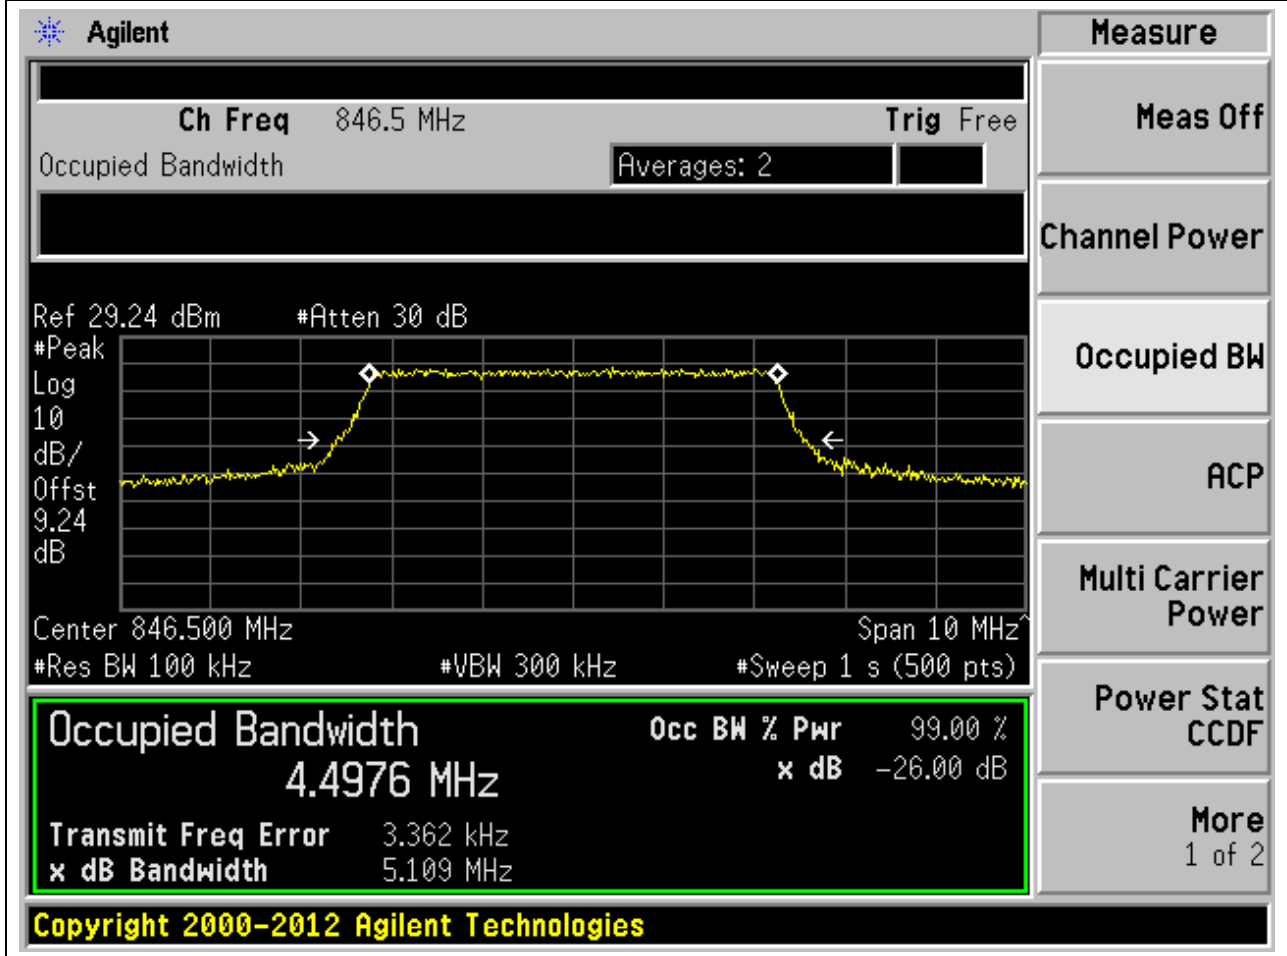 Agilent
Measure
Ch Freq 846.5 MHz Trig Free
Occupied Bandwidth Averages: 2
Meas Off
Channel Power
Occupied BW
ACP
Multi Carrier
Power
Power Stat
CCDF
More
1 of 2
Ref 29.24 dBm #Atten 30 dB
#Peak
Log
10
dB/
Offst
9.24
dB
Center 846.500 MHz Span 10 MHz^
#Res BW 100 kHz #VBW 300 kHz #Sweep 1 s (500 pts)
Occupied Bandwidth Occ BW % Pwr 99.00 %
4.4976 MHz x dB -26.00 dB
Transmit Freq Error 3.362 kHz
x dB Bandwidth 5.109 MHz
Copyright 2000-2012 Agilent Technologies